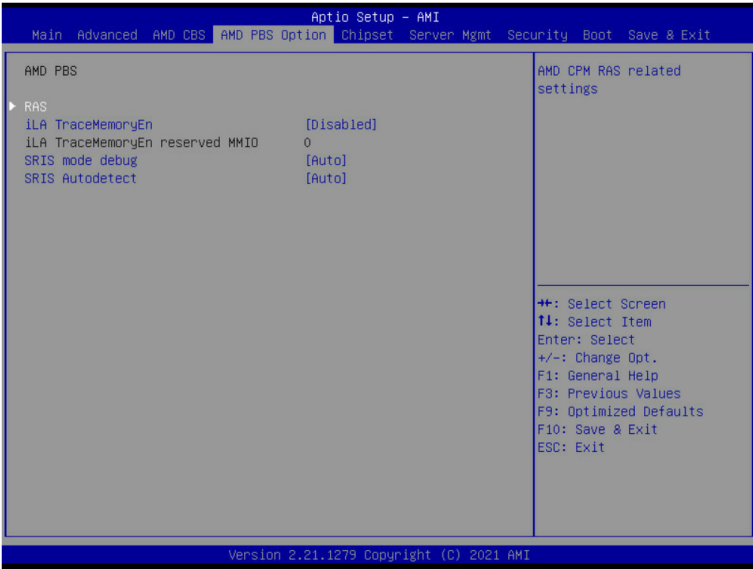 Aptio Setup – AMI
Main Advanced AMD CBS AMD PBS Option Chipset Server Mgmt Security Boot Save & Exit
AMD PBS
RAS
iLA TraceMemoryEn [Disabled]
iLA TraceMemoryEn reserved MMIO 0
SRIS mode debug [Auto]
SRIS Autodetect [Auto]
AMD CPM RAS related
settings
→←: Select Screen
↑↓: Select Item
Enter: Select
+/-: Change Opt.
F1: General Help
F3: Previous Values
F9: Optimized Defaults
F10: Save & Exit
ESC: Exit
Version 2.21.1279 Copyright (C) 2021 AMI